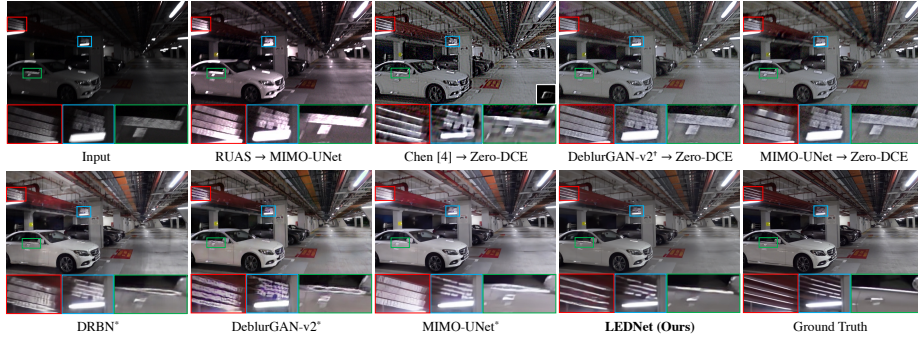 Input
RUAS → MIMO-UNet
Chen [4] → Zero-DCE
DeblurGAN-v2† → Zero-DCE
MIMO-UNet → Zero-DCE
DRBN*
DeblurGAN-v2*
MIMO-UNet*
LEDNet (Ours)
Ground Truth